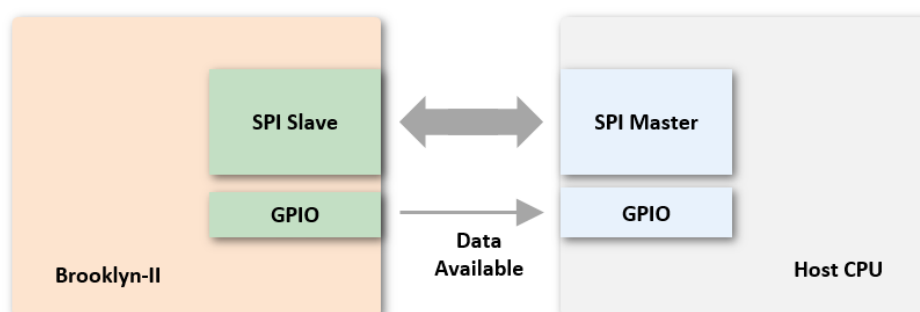 SPI Slave
SPI Master
GPIO
GPIO
Data
Available
Brooklyn-II
Host CPU